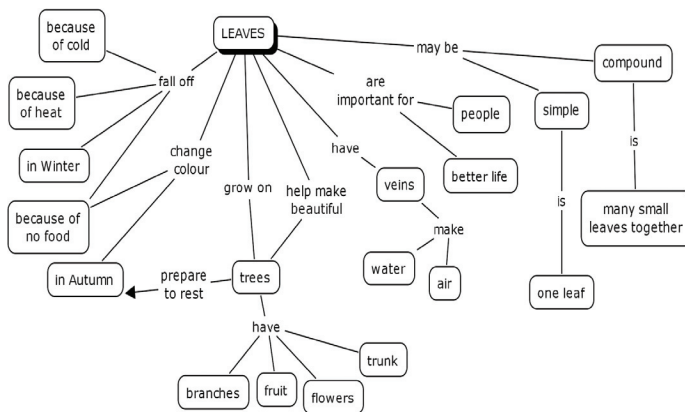 because
of cold
LEAVES
may be
compound
fall off
because
of heat
are
important for
people
simple
in Winter
change
colour
have
is
better life
because of
no food
grow on
help make
beautiful
veins
is
many small
leaves together
make
in Autumn
prepare
to rest
trees
water
air
one leaf
have
trunk
branches
fruit
flowers